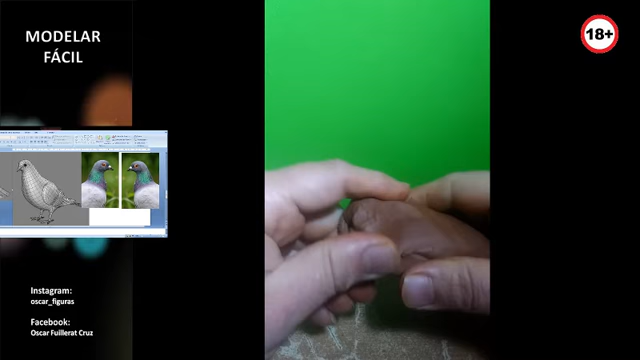 MODELAR
FÁCIL
18+
Instagram:
oscar_figuras
Facebook:
Oscar Fuillerat Cruz